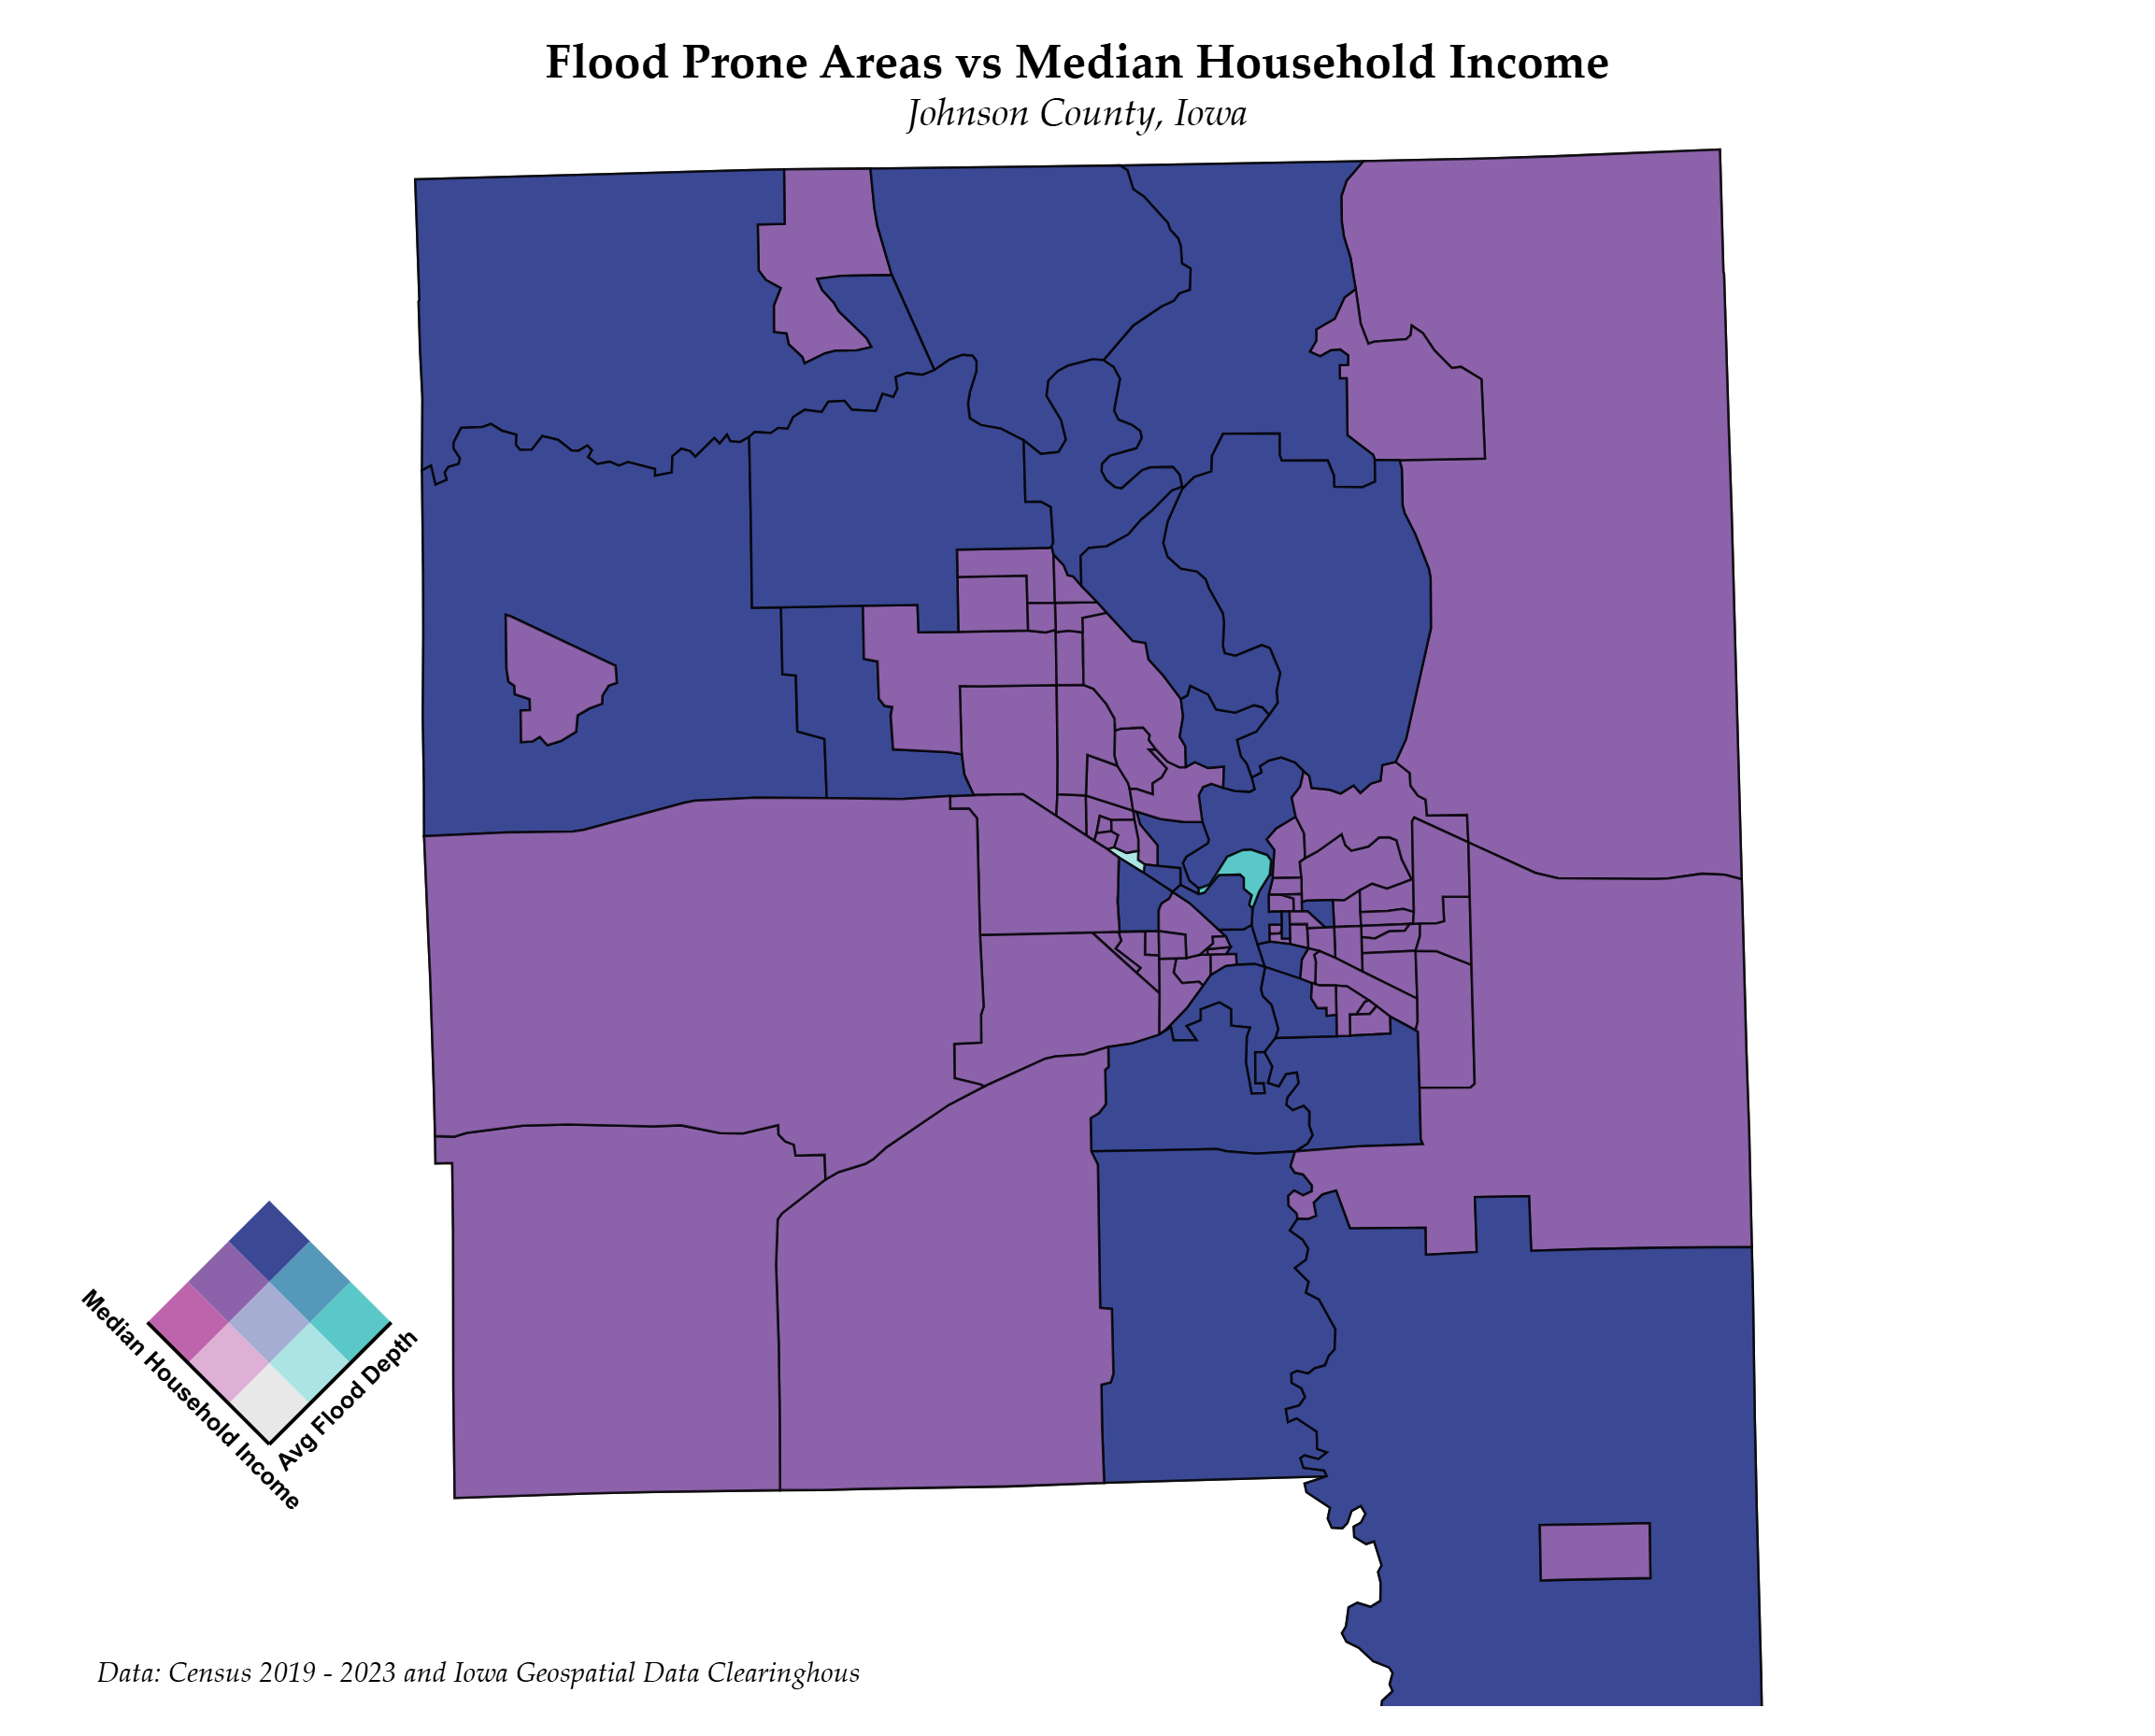 Flood Prone Areas vs Median Household Income
Johnson County, Iowa
Median Household Income
Avg Flood Depth
Data: Census 2019 - 2023 and Iowa Geospatial Data Clearinghous